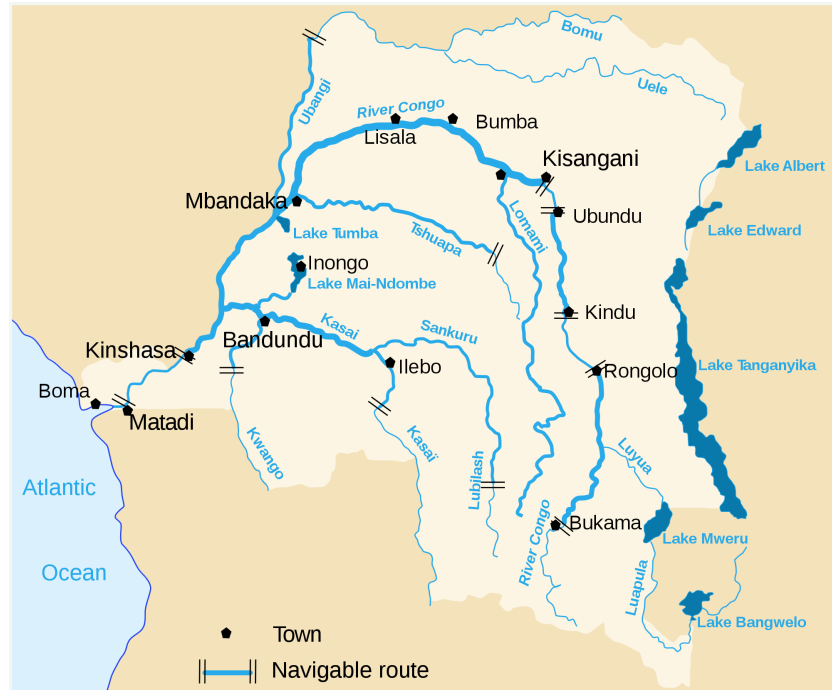 Bomu
Uele
Ubangi
River Congo
Lisala
Bumba
Kisangani
Lake Albert
Mbandaka
Ubundu
Lomami
Lake Edward
Lake Tumba
Tshuapa
Inongo
Lake Mai-Ndombe
Kindu
Kasai
Sankuru
Bandundu
Kinshasa
Ilebo
Rongolo
Lake Tanganyika
Boma
Matadi
Kwango
Kasaï
Luyua
Lubilash
Atlantic
Ocean
River Congo
Bukama
Lake Mweru
Luapula
Lake Bangwelo
Town
Navigable route